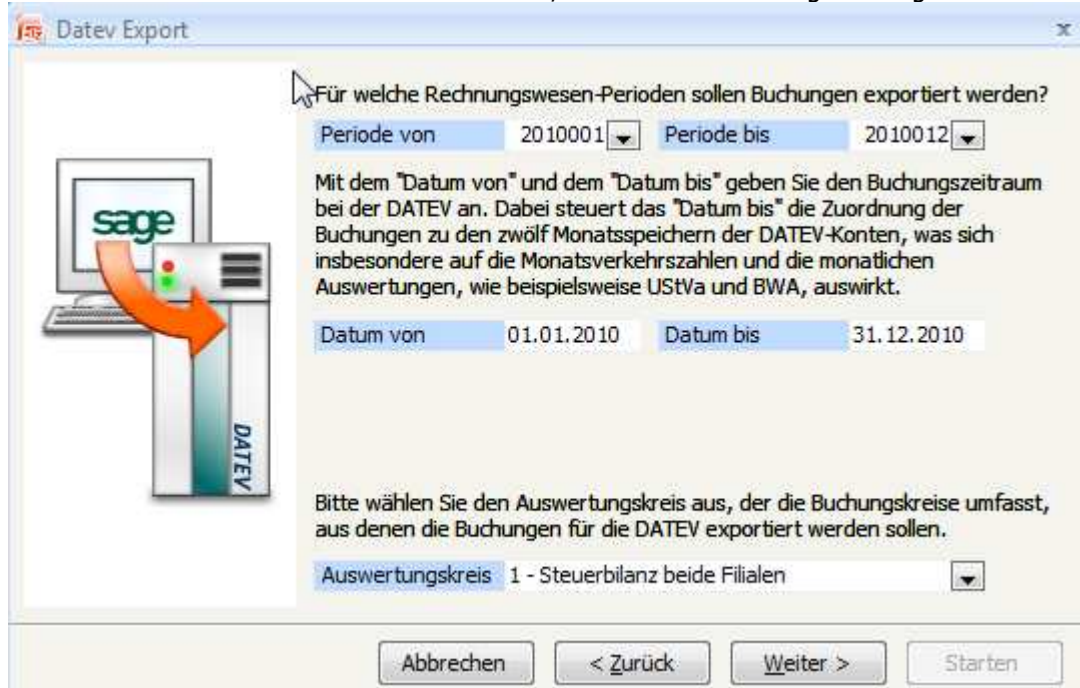 Datev Export
x
Für welche Rechnungswesen-Perioden sollen Buchungen exportiert werden?
Periode von 2010001 Periode bis 2010012
Mit dem "Datum von" und dem "Datum bis" geben Sie den Buchungszeitraum
bei der DATEV an. Dabei steuert das "Datum bis" die Zuordnung der
Buchungen zu den zwölf Monatsspeichern der DATEV-Konten, was sich
insbesondere auf die Monatsverkehrszahlen und die monatlichen
Auswertungen, wie beispielsweise UStVa und BWA, auswirkt.
sage
Datum von 01.01.2010 Datum bis 31.12.2010
DATEV
Bitte wählen Sie den Auswertungskreis aus, der die Buchungskreise umfasst,
aus denen die Buchungen für die DATEV exportiert werden sollen.
Auswertungskreis 1 - Steuerbilanz beide Filialen
Abbrechen < Zurück Weiter > Starten